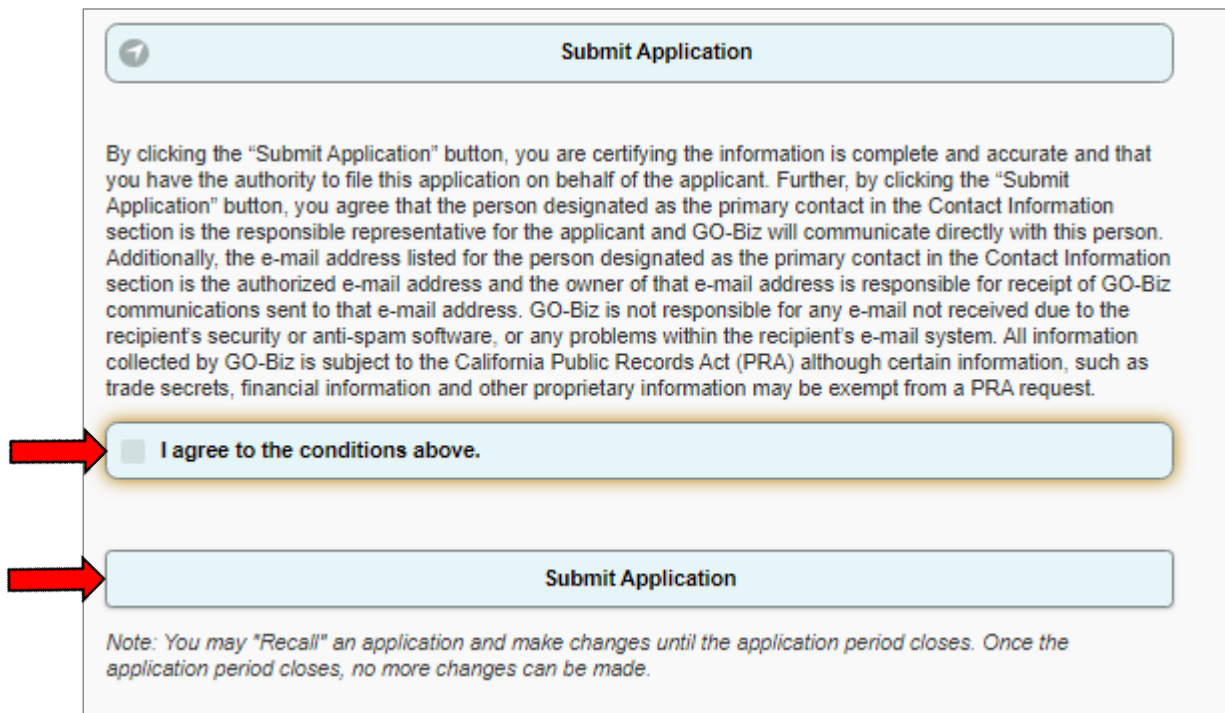 Submit Application
By clicking the “Submit Application” button, you are certifying the information is complete and accurate and that
you have the authority to file this application on behalf of the applicant. Further, by clicking the “Submit
Application” button, you agree that the person designated as the primary contact in the Contact Information
section is the responsible representative for the applicant and GO-Biz will communicate directly with this person.
Additionally, the e-mail address listed for the person designated as the primary contact in the Contact Information
section is the authorized e-mail address and the owner of that e-mail address is responsible for receipt of GO-Biz
communications sent to that e-mail address. GO-Biz is not responsible for any e-mail not received due to the
recipient’s security or anti-spam software, or any problems within the recipient’s e-mail system. All information
collected by GO-Biz is subject to the California Public Records Act (PRA) although certain information, such as
trade secrets, financial information and other proprietary information may be exempt from a PRA request.
I agree to the conditions above.
Submit Application
Note: You may "Recall" an application and make changes until the application period closes. Once the
application period closes, no more changes can be made.